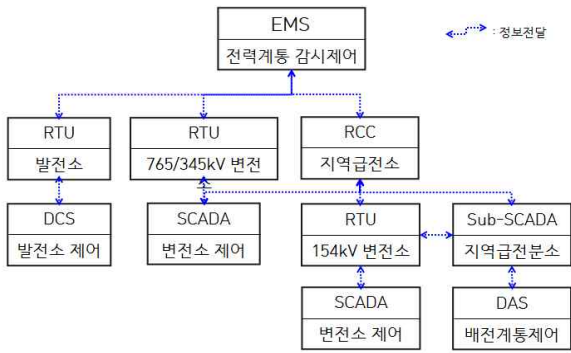 EMS
전력계통 감시제어
: 정보전달
RTU
발전소
RTU
765/345kV 변전
소
RCC
지역급전소
DCS
발전소 제어
SCADA
변전소 제어
RTU
154kV 변전소
Sub-SCADA
지역급전분소
SCADA
변전소 제어
DAS
배전계통제어